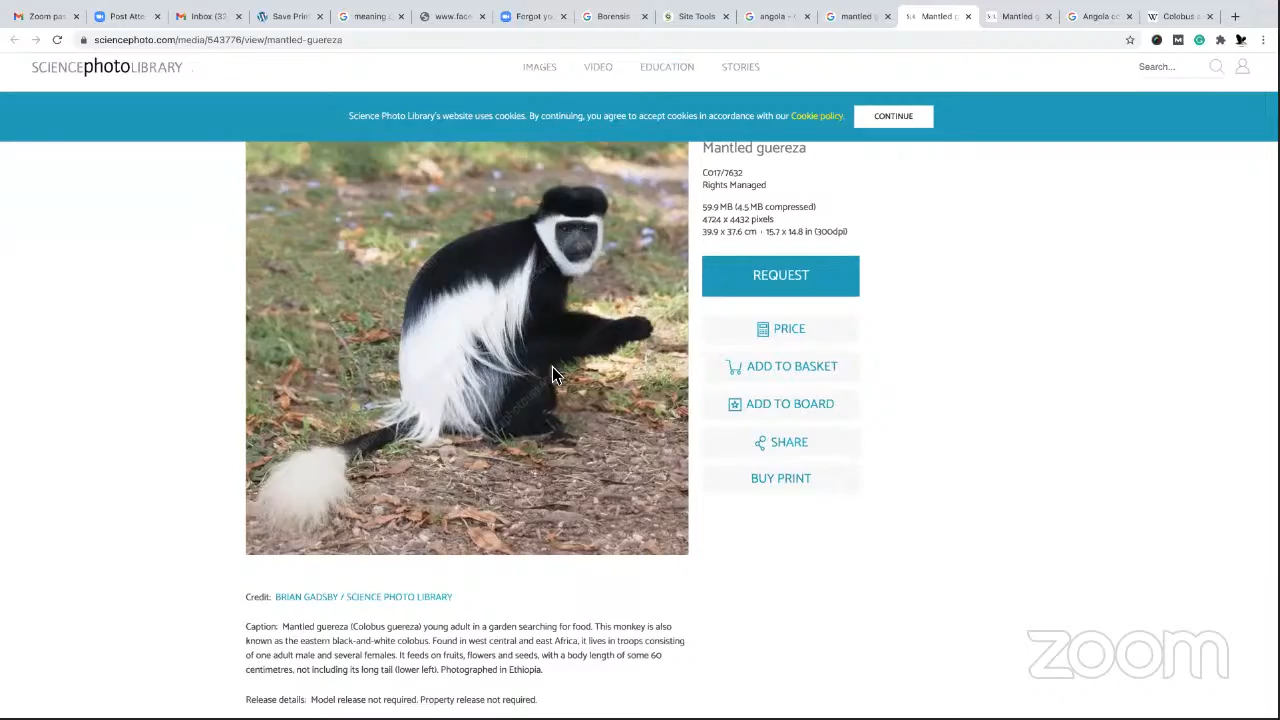 Zoom pas
Post Atte
Inbox (32
Save Prin
meaning
www.face
Forgot yo
Borensis
Site Tools
angola -
mantled g
Mantled g
Mantled g
Angola co
Colobus a
sciencephoto.com/media/543776/view/mantled-guereza
SCIENCEphotoLIBRARY
IMAGES
VIDEO
EDUCATION
STORIES
Search...
Science Photo Library's website uses cookies. By continuing, you agree to accept cookies in accordance with our Cookie policy.
CONTINUE
Mantled guereza
C017/7632
Rights Managed
59.9 MB (4.5 MB compressed)
4724 x 4432 pixels
39.9 x 37.6 cm ׀ 15.7 x 14.8 in (300dpi)
REQUEST
PRICE
ADD TO BASKET
ADD TO BOARD
SHARE
BUY PRINT
Credit: BRIAN GADSBY / SCIENCE PHOTO LIBRARY
Caption: Mantled guereza (Colobus guereza) young adult in a garden searching for food. This monkey is also
known as the eastern black-and-white colobus. Found in west central and east Africa, it lives in troops consisting
of one adult male and several females. It feeds on fruits, flowers and seeds, with a body length of some 60
centimetres, not including its long tail (lower left). Photographed in Ethiopia.
Release details: Model release not required. Property release not required.
zoom